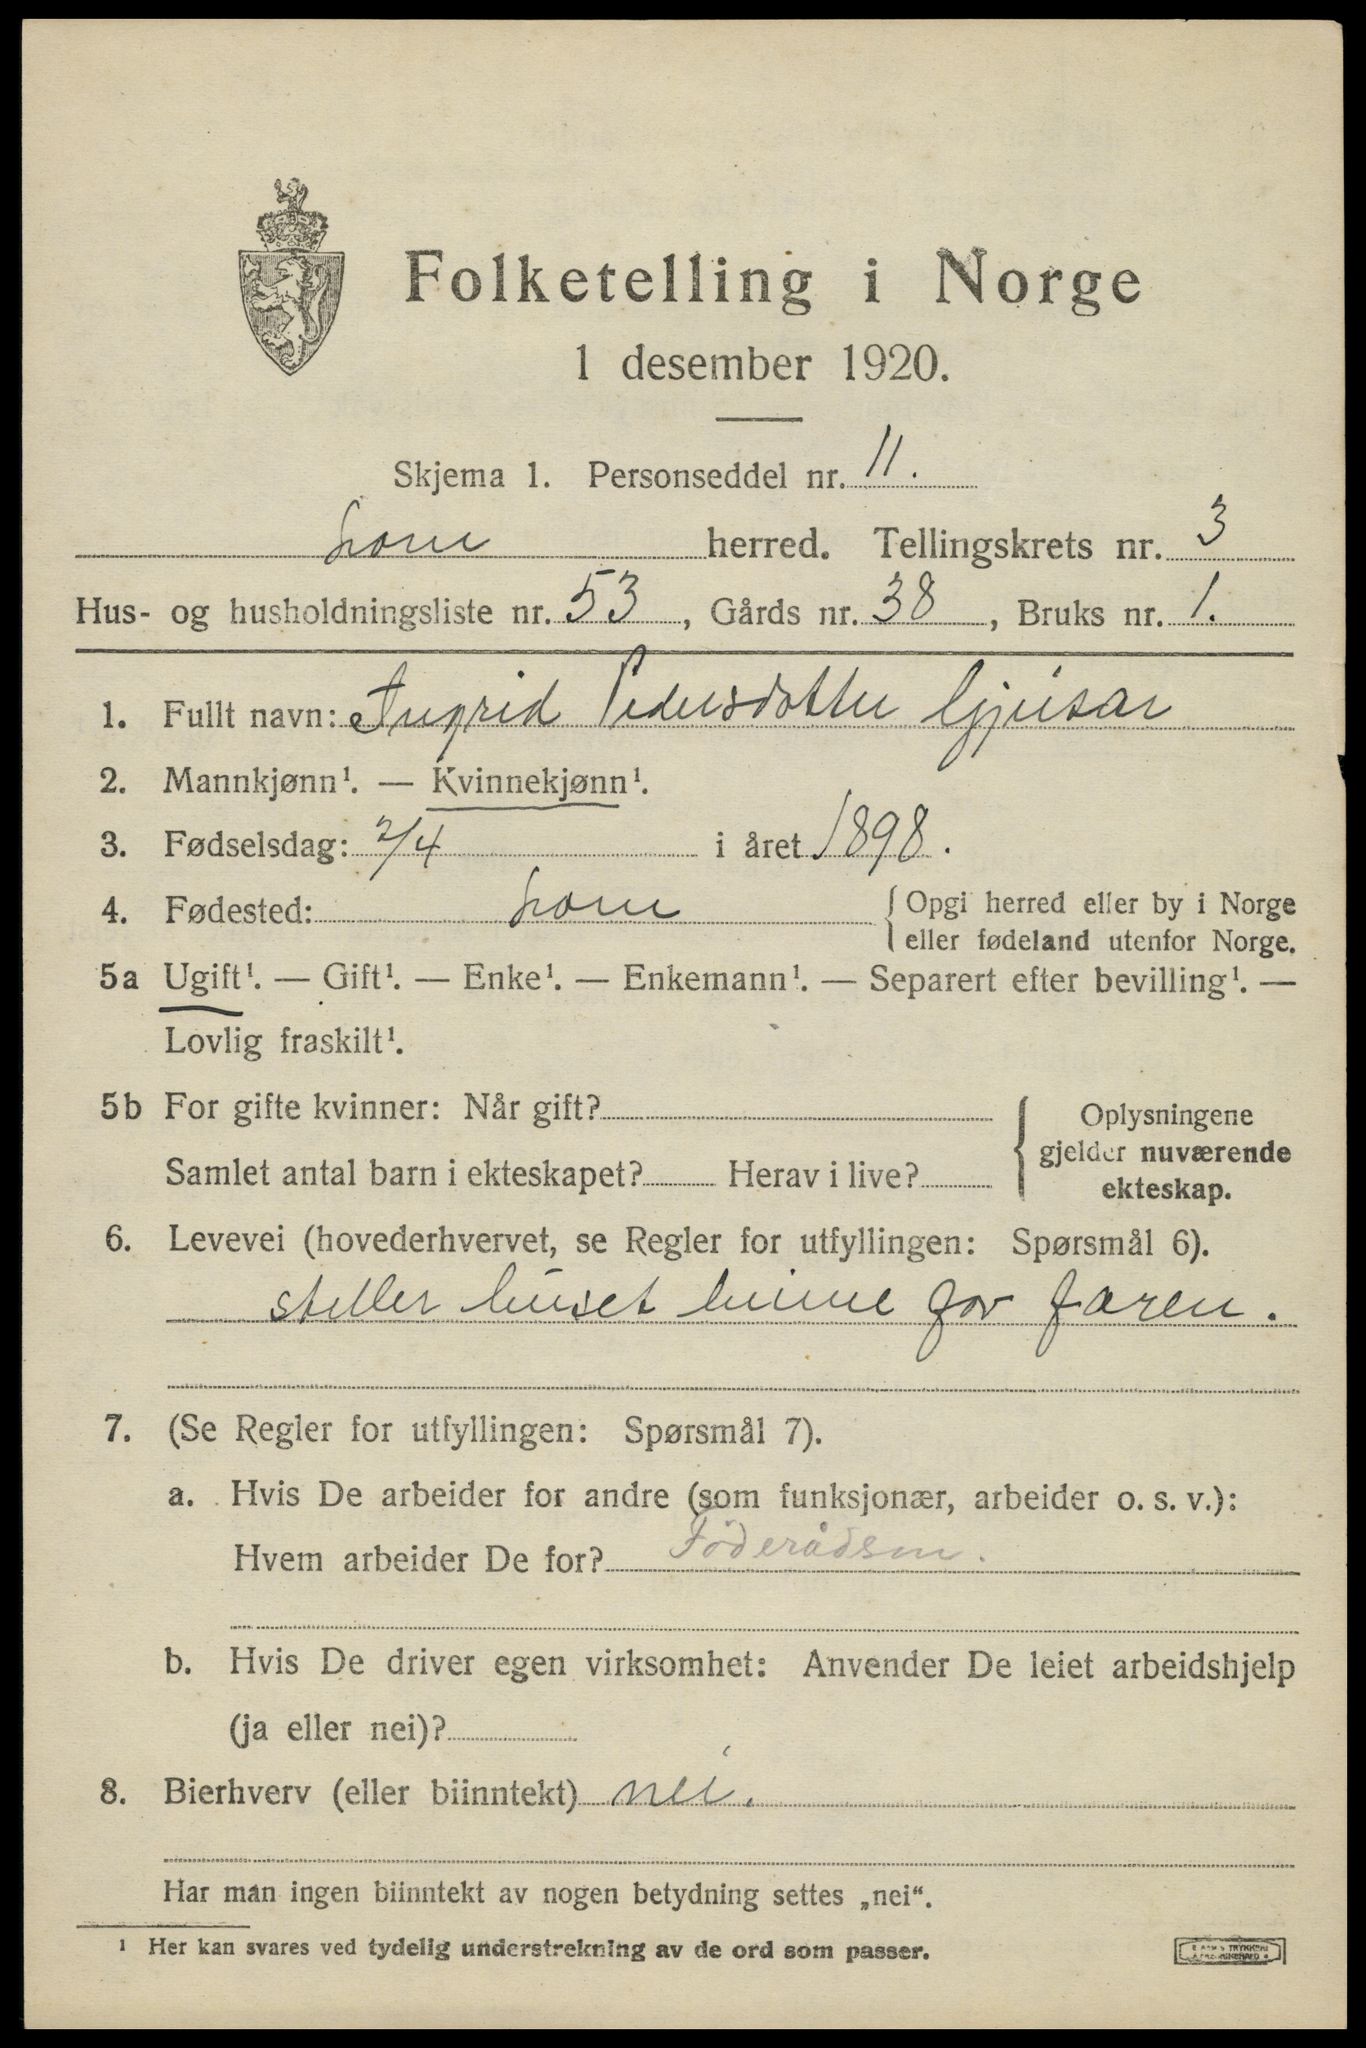 Folketelling i Norge
1 desember 1920.
Skjema 1. Personseddel nr. 11.
Lom herred. Tellingskrets nr. 3
Hus- og husholdningsliste nr. 53, Gårds nr. 38, Bruks nr. 1.
1. Fullt navn: Ingrid Pedersdotter Gjeisar
2. Mannkjønn¹. — Kvinnekjønn¹.
3. Fødselsdag: 2/4 i året 1898.
4. Fødested: Lom { Opgi herred eller by i Norge
eller fødeland utenfor Norge.
5a Ugift¹. — Gift¹. — Enke¹. — Enkemann¹. — Separert efter bevilling¹. —
Lovlig fraskilt¹.
5b For gifte kvinner: Når gift? { Oplysningene
gjelder nuværende
Samlet antal barn i ekteskapet? Herav i live?
ekteskap.
6. Levevei (hovederhvervet, se Regler for utfyllingen: Spørsmål 6).
steller huset heime for faren.
7. (Se Regler for utfyllingen: Spørsmål 7).
a. Hvis De arbeider for andre (som funksjonær, arbeider o. s. v.):
Hvem arbeider De for? Föderådsm.
b. Hvis De driver egen virksomhet: Anvender De leiet arbeidshjelp
(ja eller nei)?
8. Bierhverv (eller biinntekt) nei.
Har man ingen biinntekt av nogen betydning settes „nei“.
¹ Her kan svares ved tydelig understrekning av de ord som passer.